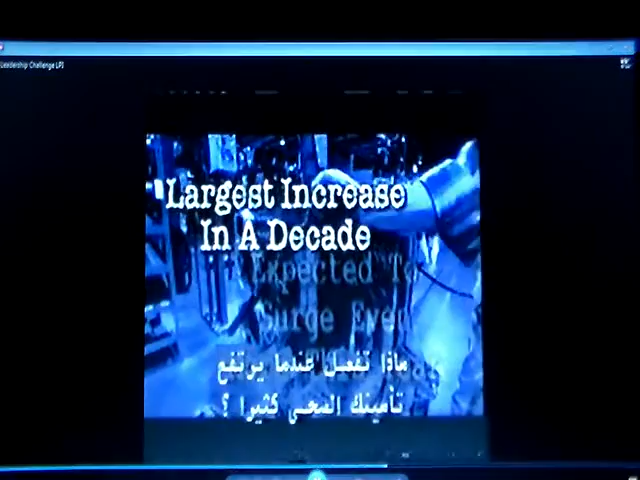 Leadership Challenge LPI
Largest Increase
In A Decade
Expected To
Surge Even
ماذا تفعل عندما يرتفع
تأمينك الصحي كثيرا ؟